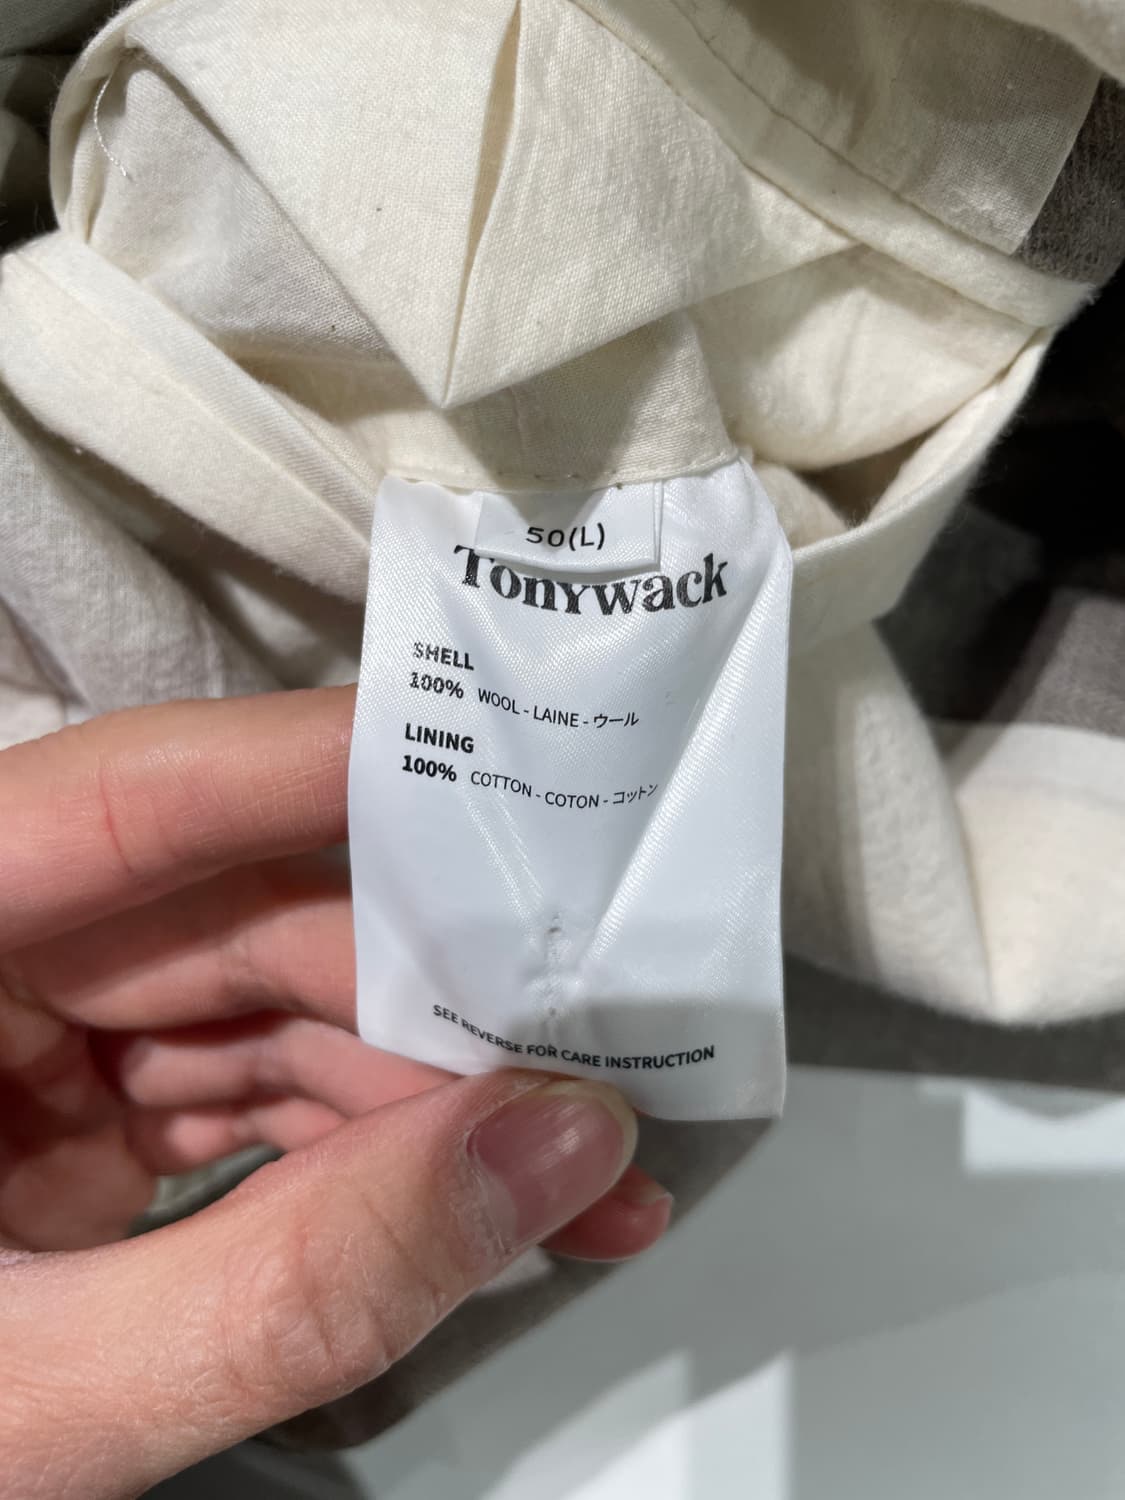 50(L)
Tonywack
SHELL
100% WOOL - LAINE - ウール
LINING
100% COTTON - COTON - コットン
SEE REVERSE FOR CARE INSTRUCTION